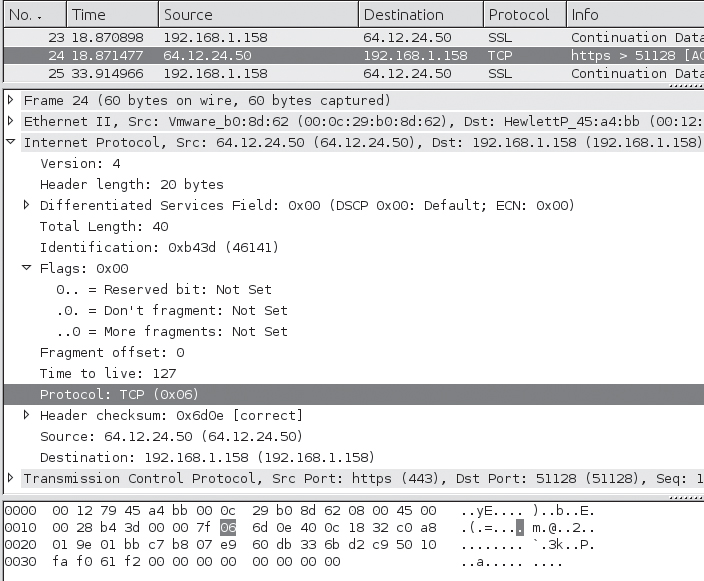 No. . Time Source Destination Protocol Info
23 18.870898 192.168.1.158 64.12.24.50 SSL Continuation Data
24 18.871477 64.12.24.50 192.168.1.158 TCP https > 51128 [AC
25 33.914966 192.168.1.158 64.12.24.50 SSL Continuation Data
Frame 24 (60 bytes on wire, 60 bytes captured)
Ethernet II, Src: Vmware_b0:8d:62 (00:0c:29:b0:8d:62), Dst: HewlettP_45:a4:bb (00:12:
Internet Protocol, Src: 64.12.24.50 (64.12.24.50), Dst: 192.168.1.158 (192.168.1.158)
Version: 4
Header length: 20 bytes
Differentiated Services Field: 0x00 (DSCP 0x00: Default; ECN: 0x00)
Total Length: 40
Identification: 0xb43d (46141)
Flags: 0x00
0.. = Reserved bit: Not Set
.0. = Don't fragment: Not Set
..0 = More fragments: Not Set
Fragment offset: 0
Time to live: 127
Protocol: TCP (0x06)
Header checksum: 0x6d0e [correct]
Source: 64.12.24.50 (64.12.24.50)
Destination: 192.168.1.158 (192.168.1.158)
Transmission Control Protocol, Src Port: https (443), Dst Port: 51128 (51128), Seq: 1
0000 00 12 79 45 a4 bb 00 0c 29 b0 8d 62 08 00 45 00 ..yE.... )..b..E.
0010 00 28 b4 3d 00 00 7f 06 6d 0e 40 0c 18 32 c0 a8 .(.=.... m.@..2..
0020 01 9e 01 bb c7 b8 07 e9 60 db 33 6b d2 c9 50 10 ........ `.3k..P.
0030 fa f0 61 f2 00 00 00 00 00 00 00 00 ..a..... ....